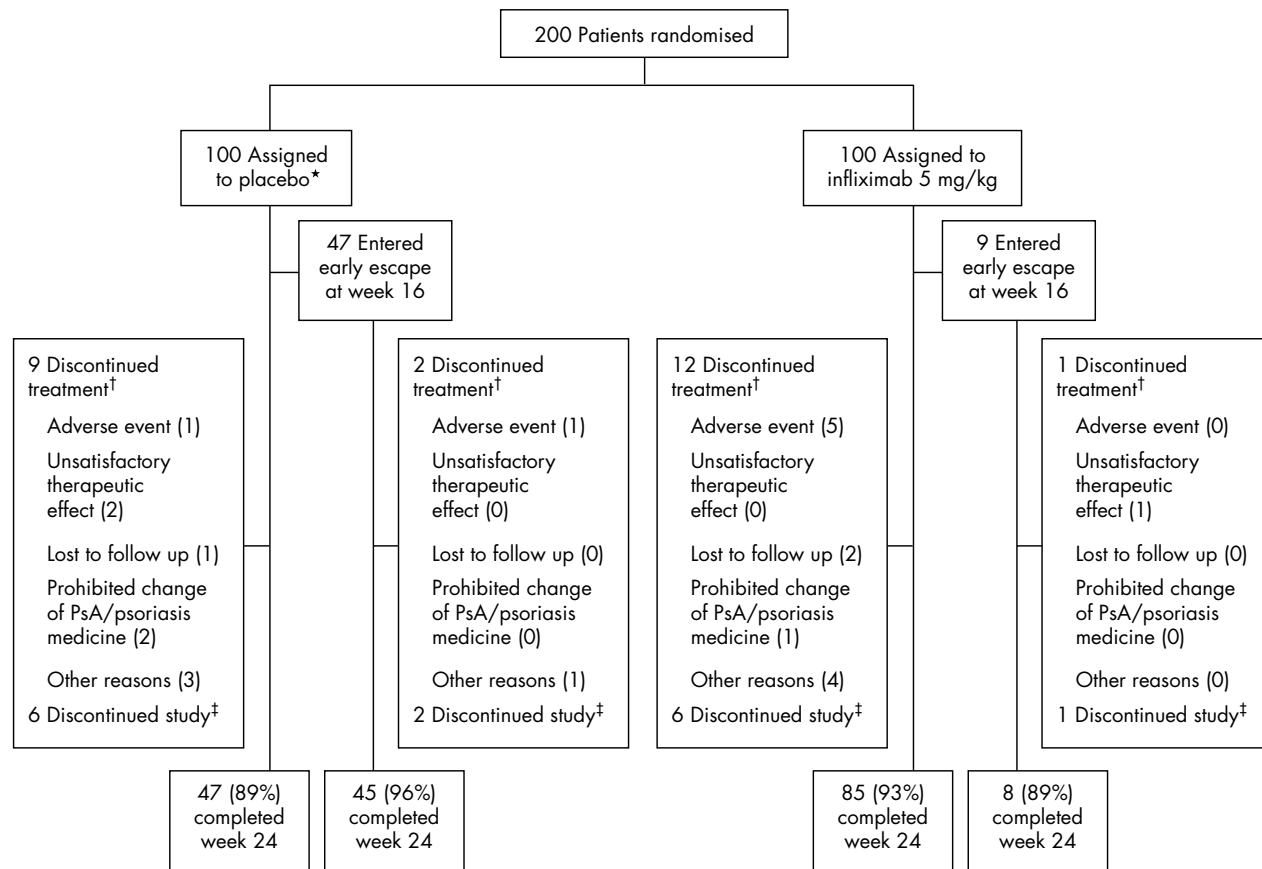 200 Patients randomised
100 Assigned
to placebo★
100 Assigned to
infliximab 5 mg/kg
47 Entered
early escape
at week 16
9 Entered
early escape
at week 16
9 Discontinued
treatment†
Adverse event (1)
Unsatisfactory
therapeutic
effect (2)
Lost to follow up (1)
Prohibited change
of PsA/psoriasis
medicine (2)
Other reasons (3)
6 Discontinued study‡
2 Discontinued
treatment†
Adverse event (1)
Unsatisfactory
therapeutic
effect (0)
Lost to follow up (0)
Prohibited change
of PsA/psoriasis
medicine (0)
Other reasons (1)
2 Discontinued study‡
12 Discontinued
treatment†
Adverse event (5)
Unsatisfactory
therapeutic
effect (0)
Lost to follow up (2)
Prohibited change
of PsA/psoriasis
medicine (1)
Other reasons (4)
6 Discontinued study‡
1 Discontinued
treatment†
Adverse event (0)
Unsatisfactory
therapeutic
effect (1)
Lost to follow up (0)
Prohibited change
of PsA/psoriasis
medicine (0)
Other reasons (0)
1 Discontinued study‡
47 (89%)
completed
week 24
45 (96%)
completed
week 24
85 (93%)
completed
week 24
8 (89%)
completed
week 24